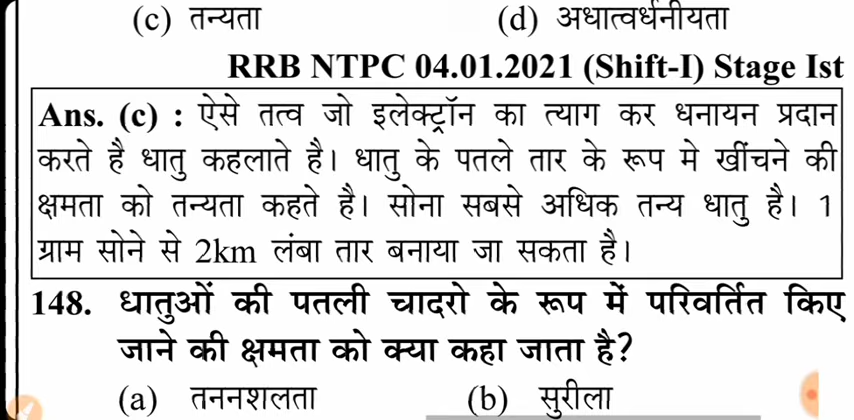 (c) तन्यता (d) अधात्वर्धनीयता
RRB NTPC 04.01.2021 (Shift-I) Stage Ist
Ans. (c) : ऐसे तत्व जो इलेक्ट्रॉन का त्याग कर धनायन प्रदान
करते है धातु कहलाते है। धातु के पतले तार के रूप मे खींचने की
क्षमता को तन्यता कहते है। सोना सबसे अधिक तन्य धातु है। 1
ग्राम सोने से 2km लंबा तार बनाया जा सकता है।
148. धातुओं की पतली चादरो के रूप में परिवर्तित किए
जाने की क्षमता को क्या कहा जाता है?
(a) तननशलता (b) सुरीला